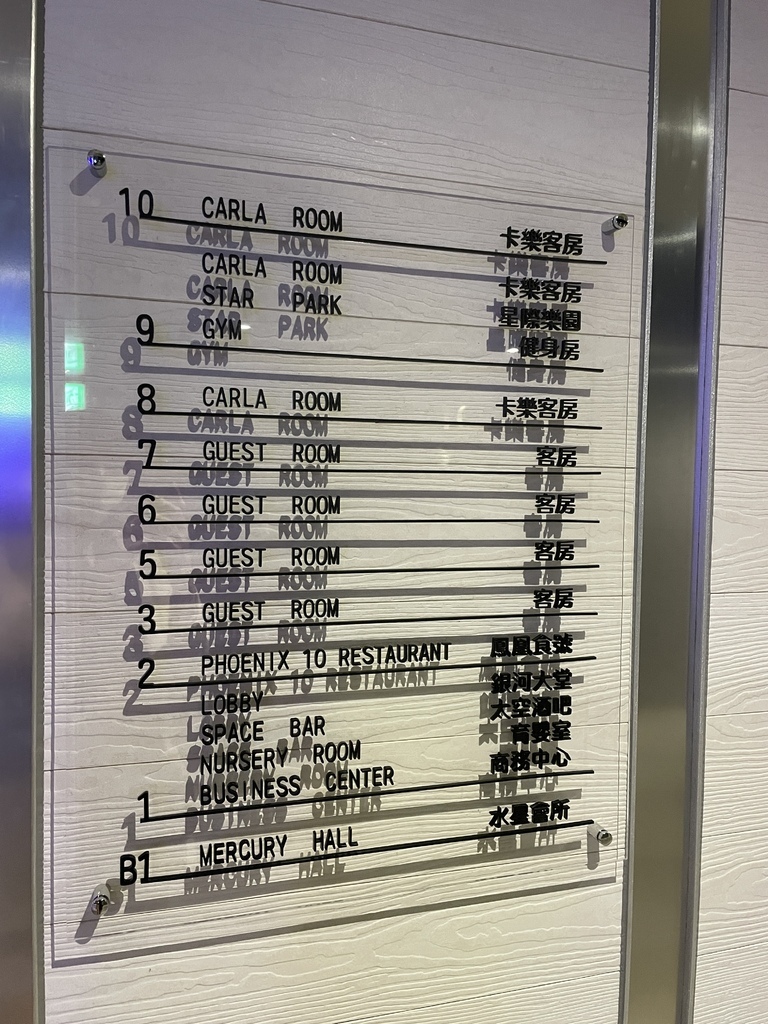 10 CARLA ROOM 卡樂客房
CARLA ROOM 卡樂客房
STAR PARK 星際樂園
9 GYM 健身房
8 CARLA ROOM 卡樂客房
7 GUEST ROOM 客房
6 GUEST ROOM 客房
5 GUEST ROOM 客房
3 GUEST ROOM 客房
2 PHOENIX 10 RESTAURANT 鳳凰食號
LOBBY 銀河大堂
SPACE BAR 太空酒吧
NURSERY ROOM 育嬰室
1 BUSINESS CENTER 商務中心
B1 MERCURY HALL 水星會所